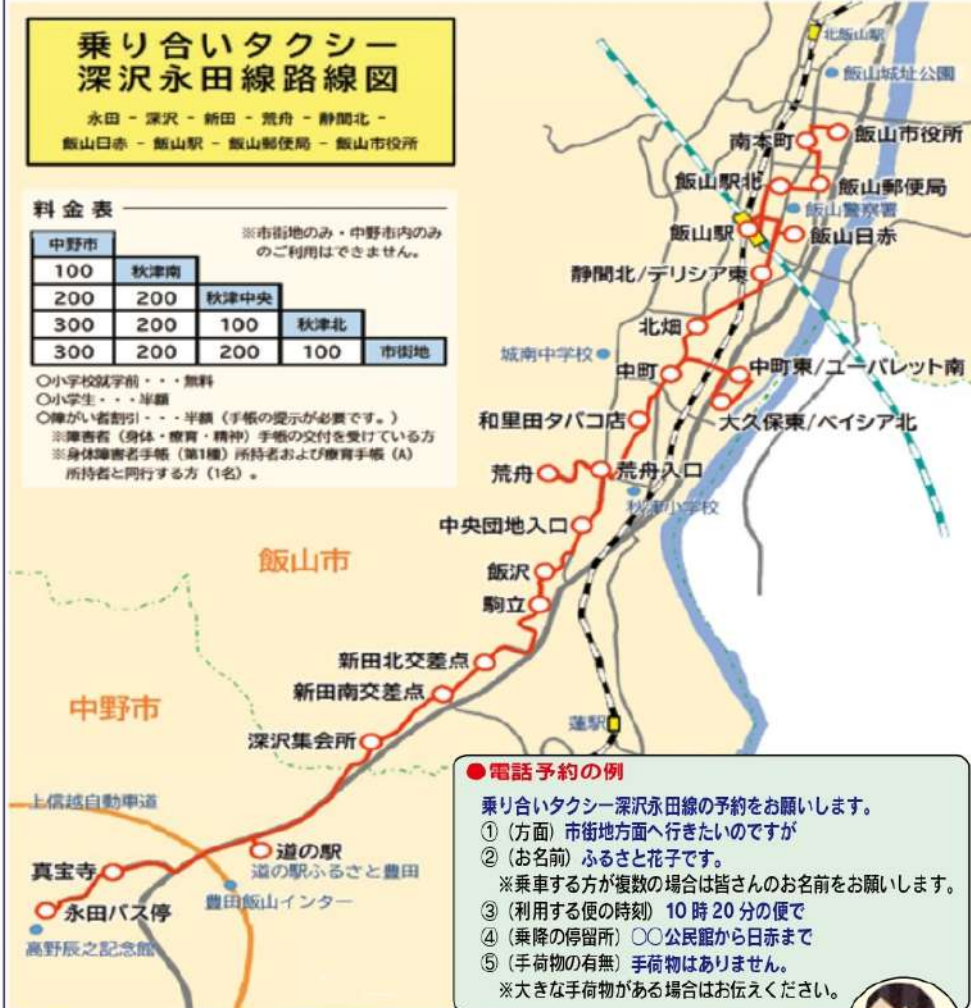 乗り合いタクシー
深沢永田線路線図
永田 - 深沢 - 新田 - 荒舟 - 静間北 -
飯山日赤 - 飯山駅 - 飯山郵便局 - 飯山市役所
料金表
※市街地のみ・中野市内のみ
のご利用はできません。
中野市
100 秋津南
200 200 秋津中央
300 200 100 秋津北
300 200 200 100 市街地
○小学校就学前・・・無料
○小学生・・・半額
○障がい者割引・・・半額（手帳の提示が必要です。）
※障害者（身体・療育・精神）手帳の交付を受けている方
※身体障害者手帳（第1種）所持者および療育手帳（A）
所持者と同行する方（1名）。
北飯山駅
飯山城址公園
南本町
飯山市役所
飯山駅北
飯山郵便局
飯山警察署
飯山駅
飯山日赤
静間北/デリシア東
北畑
城南中学校
中町
中町東/ユーパレット南
和里田タバコ店
大久保東/ベイシア北
荒舟
荒舟入口
秋津小学校
中央団地入口
飯山市
飯沢
駒立
新田北交差点
新田南交差点
中野市
蓮駅
深沢集会所
上信越自動車道
道の駅
道の駅ふるさと豊田
真宝寺
豊田飯山インター
永田バス停
高野辰之記念館
●電話予約の例
乗り合いタクシー深沢永田線の予約をお願いします。
①（方面）市街地方面へ行きたいのですが
②（お名前）ふるさと花子です。
※乗車する方が複数の場合は皆さんのお名前をお願いします。
③（利用する便の時刻）10時20分の便で
④（乗降の停留所）○○公民館から日赤まで
⑤（手荷物の有無）手荷物はありません。
※大きな手荷物がある場合はお伝えください。